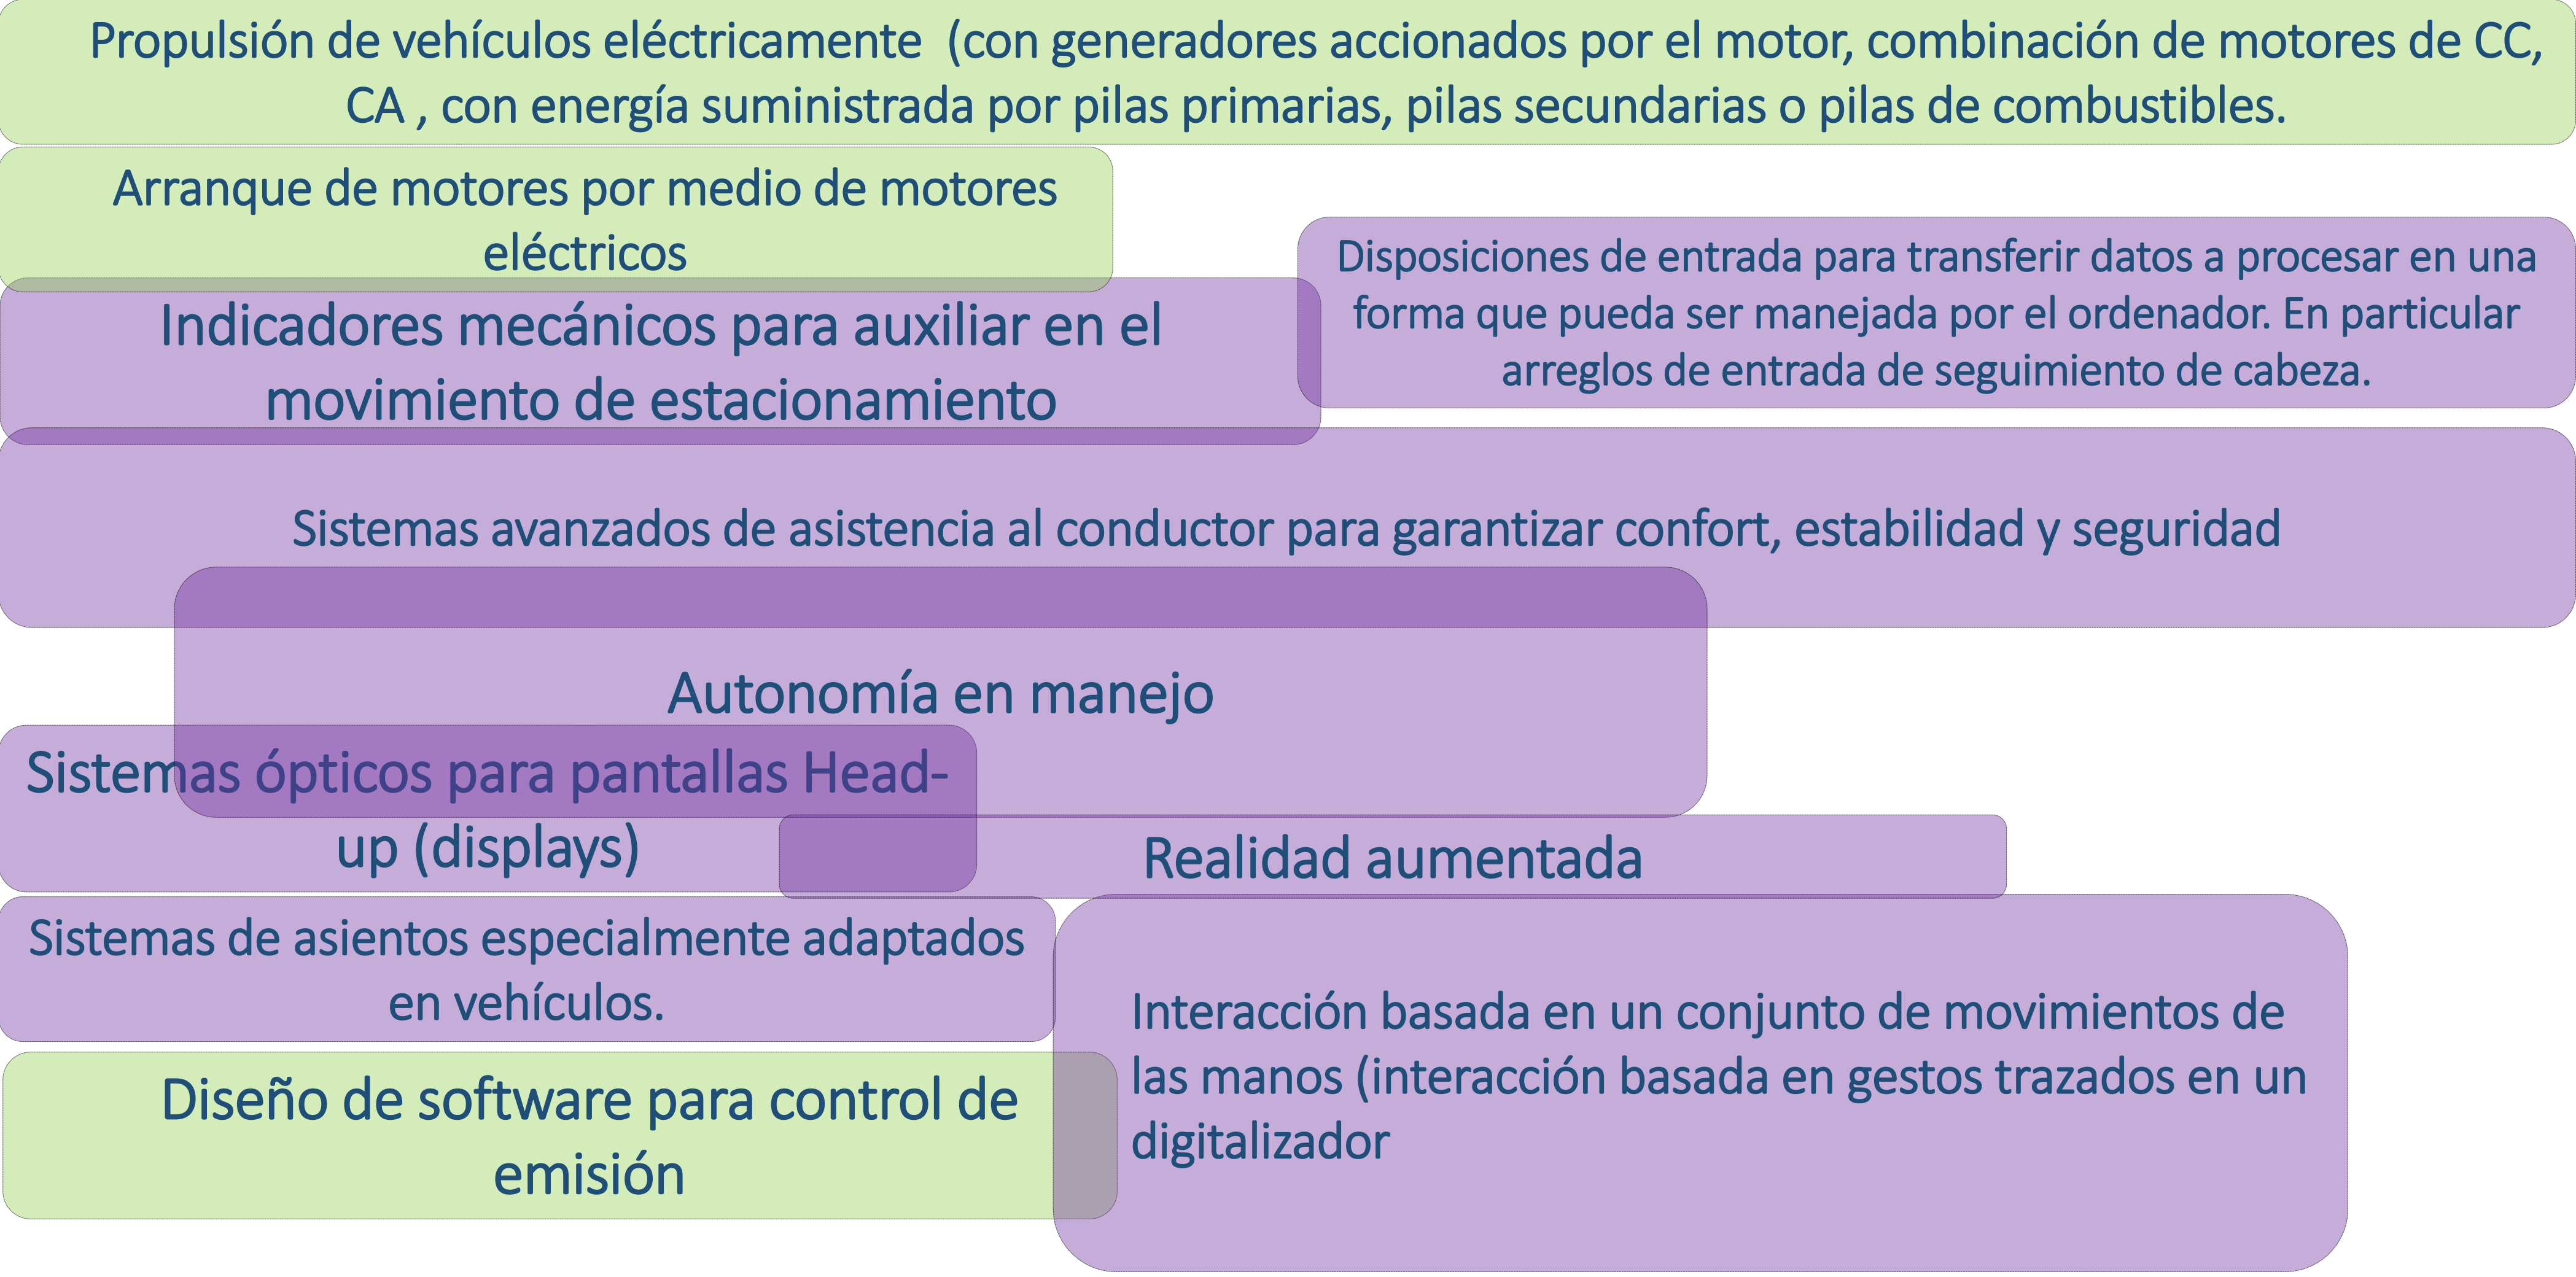 Propulsión de vehículos eléctricamente (con generadores accionados por el motor, combinación de motores de CC,
CA , con energía suministrada por pilas primarias, pilas secundarias o pilas de combustibles.
Arranque de motores por medio de motores
eléctricos
Disposiciones de entrada para transferir datos a procesar en una
forma que pueda ser manejada por el ordenador. En particular
arreglos de entrada de seguimiento de cabeza.
Indicadores mecánicos para auxiliar en el
movimiento de estacionamiento
Sistemas avanzados de asistencia al conductor para garantizar confort, estabilidad y seguridad
Autonomía en manejo
Sistemas ópticos para pantallas Head-
up (displays)
Realidad aumentada
Sistemas de asientos especialmente adaptados
en vehículos.
Interacción basada en un conjunto de movimientos de
las manos (interacción basada en gestos trazados en un
digitalizador
Diseño de software para control de
emisión